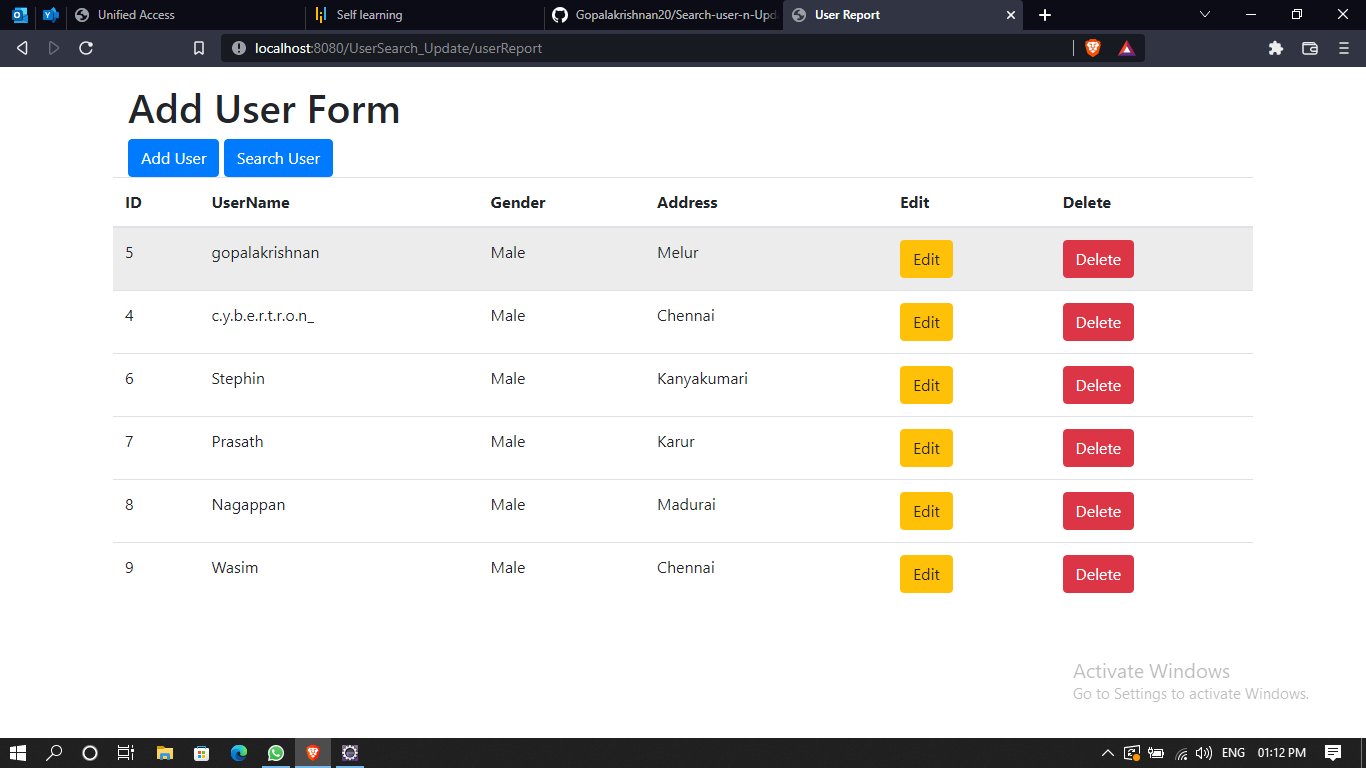 Unified Access
Self learning
Gopalakrishnan20/Search-user-n-Upd
User Report
localhost:8080/UserSearch_Update/userReport
Add User Form
Add User Search User
ID UserName Gender Address Edit Delete
5 gopalakrishnan Male Melur Edit Delete
4 c.y.b.e.r.t.r.o.n_ Male Chennai Edit Delete
6 Stephin Male Kanyakumari Edit Delete
7 Prasath Male Karur Edit Delete
8 Nagappan Male Madurai Edit Delete
9 Wasim Male Chennai Edit Delete
Activate Windows
Go to Settings to activate Windows.
ENG 01:12 PM